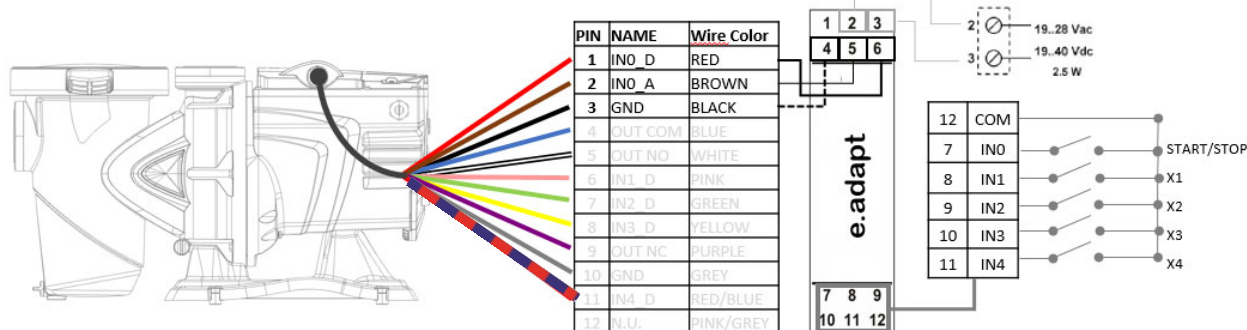 PIN NAME Wire Color
1 IN0_D RED
2 IN0_A BROWN
3 GND BLACK
4 OUT COM BLUE
5 OUT NO WHITE
6 IN1_D PINK
7 IN2_D GREEN
8 IN3_D YELLOW
9 OUT NC PURPLE
10 GND GREY
11 IN4_D RED/BLUE
12 N.U. PINK/GREY
1 2 3
4 5 6
e.adapt
7 8 9
10 11 12
2 19..28 Vac
3 19..40 Vdc
2.5 W
12 COM
7 IN0 START/STOP
8 IN1 X1
9 IN2 X2
10 IN3 X3
11 IN4 X4